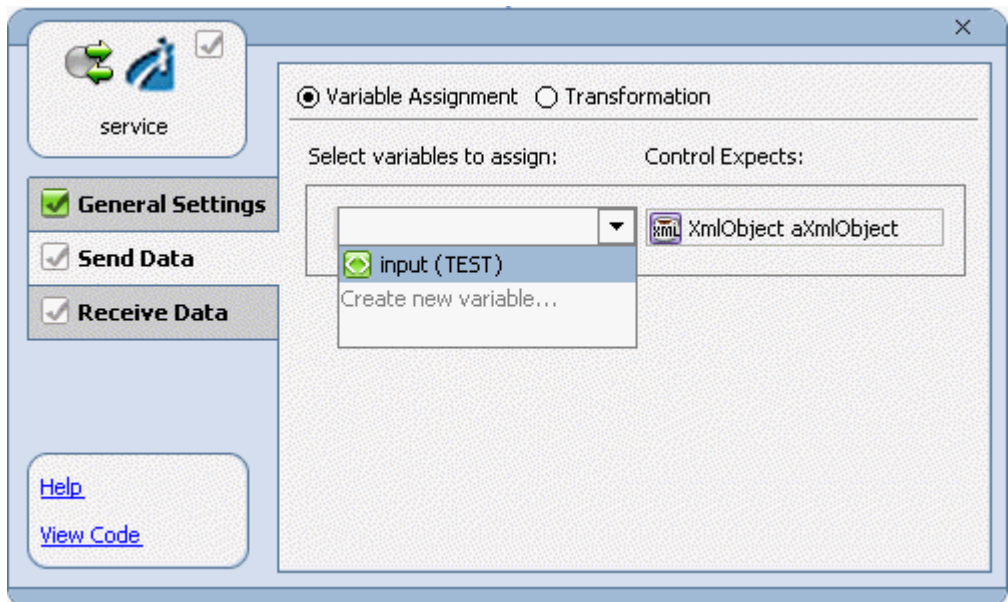 service
General Settings
Send Data
Receive Data
Help
View Code
Variable Assignment Transformation
Select variables to assign: Control Expects:
xml XmlObject aXmlObject
input (TEST)
Create new variable...